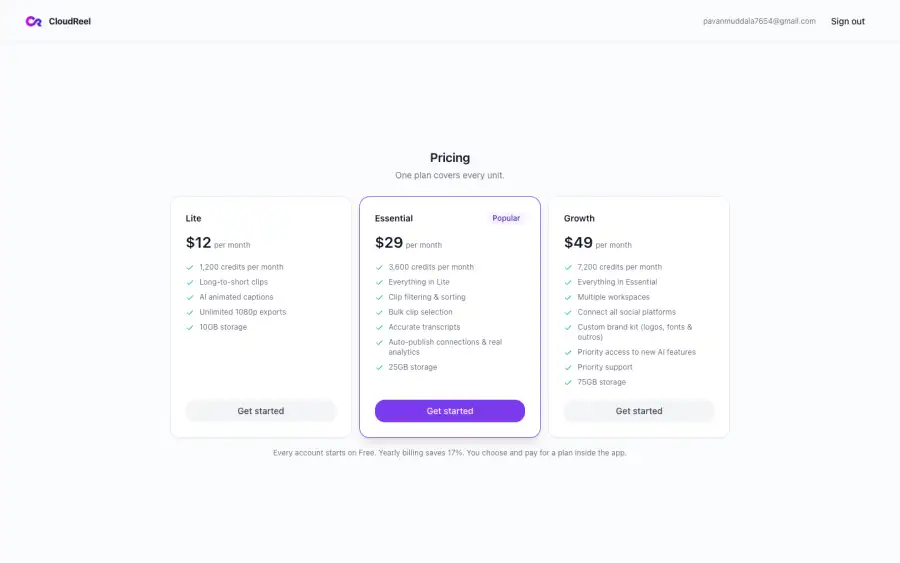 CloudReel
pavanmuddala7654@gmail.com
Sign out
Pricing
One plan covers every unit.
Lite
$12 per month
1,200 credits per month
Long-to-short clips
AI animated captions
Unlimited 1080p exports
10GB storage
Get started
Essential
Popular
$29 per month
3,600 credits per month
Everything in Lite
Clip filtering & sorting
Bulk clip selection
Accurate transcripts
Auto-publish connections & real
analytics
25GB storage
Get started
Growth
$49 per month
7,200 credits per month
Everything in Essential
Multiple workspaces
Connect all social platforms
Custom brand kit (logos, fonts &
outros)
Priority access to new AI features
Priority support
75GB storage
Get started
Every account starts on Free. Yearly billing saves 17%. You choose and pay for a plan inside the app.